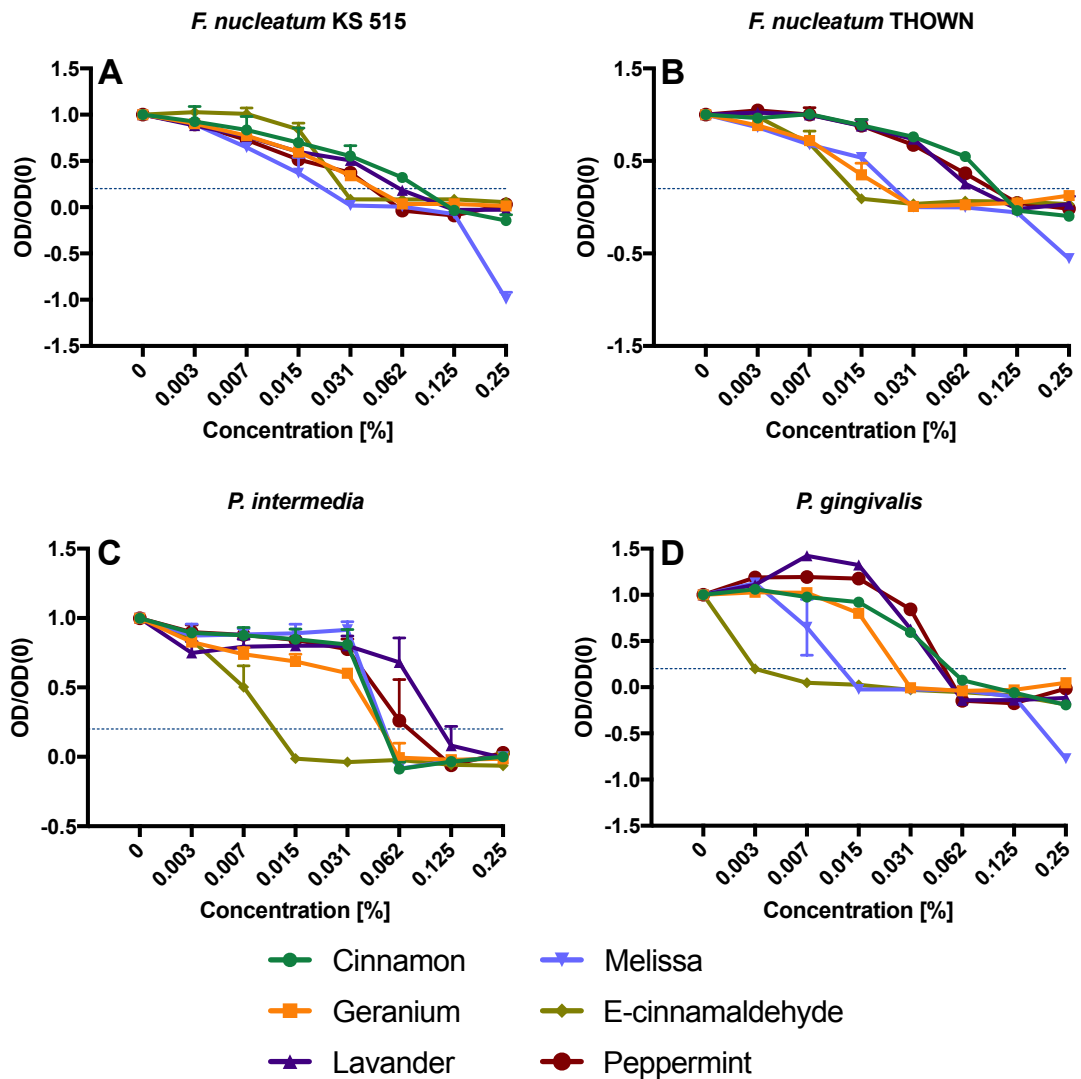 F. nucleatum KS 515
A
1.5
1.0
0.5
0.0
-0.5
-1.0
-1.5
OD/OD(0)
0 0.003 0.007 0.015 0.031 0.062 0.125 0.25
Concentration [%]
F. nucleatum THOWN
B
1.5
1.0
0.5
0.0
-0.5
-1.0
-1.5
OD/OD(0)
0 0.003 0.007 0.015 0.031 0.062 0.125 0.25
Concentration [%]
P. intermedia
C
1.5
1.0
0.5
0.0
-0.5
OD/OD(0)
0 0.003 0.007 0.015 0.031 0.062 0.125 0.25
Concentration [%]
P. gingivalis
D
1.5
1.0
0.5
0.0
-0.5
-1.0
-1.5
OD/OD(0)
0 0.003 0.007 0.015 0.031 0.062 0.125 0.25
Concentration [%]
Cinnamon
Melissa
Geranium
E-cinnamaldehyde
Lavander
Peppermint